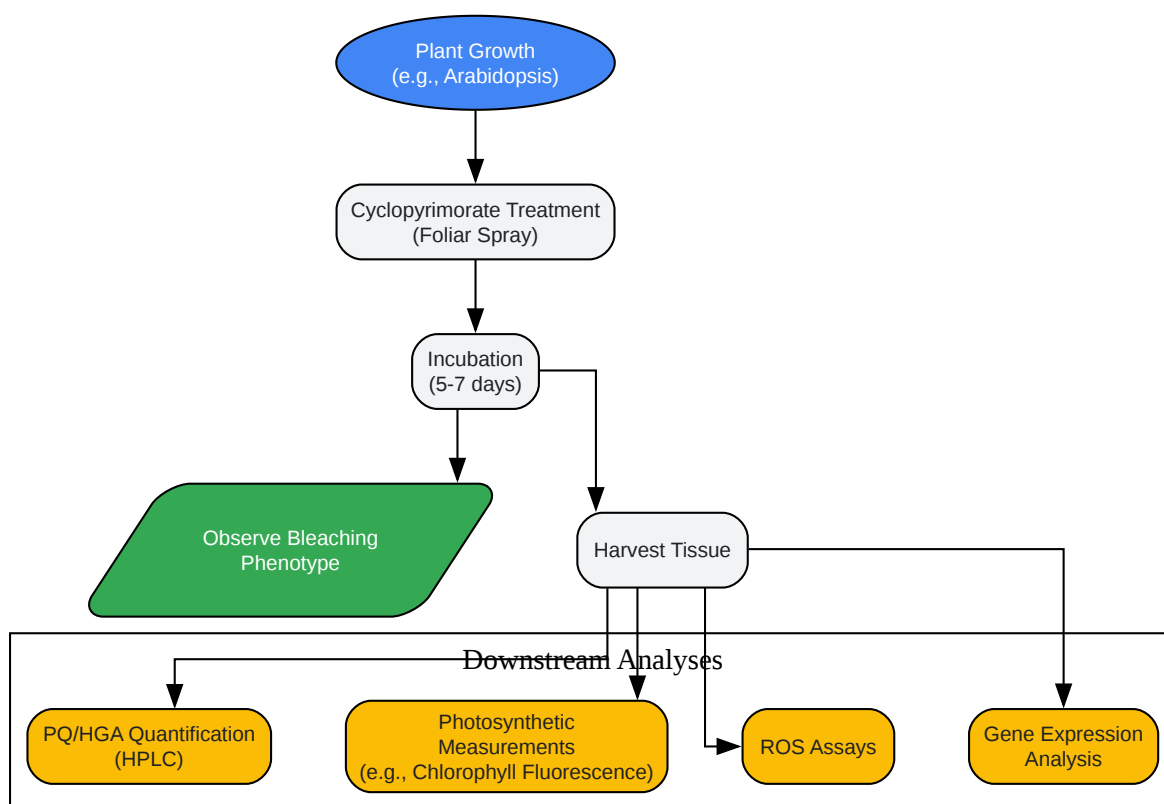 Plant Growth
(e.g., Arabidopsis)
Cyclopyrimorate Treatment
(Foliar Spray)
Incubation
(5-7 days)
Observe Bleaching
Phenotype
Harvest Tissue
Downstream Analyses
PQ/HGA Quantification
(HPLC)
Photosynthetic
Measurements
(e.g., Chlorophyll Fluorescence)
ROS Assays
Gene Expression
Analysis